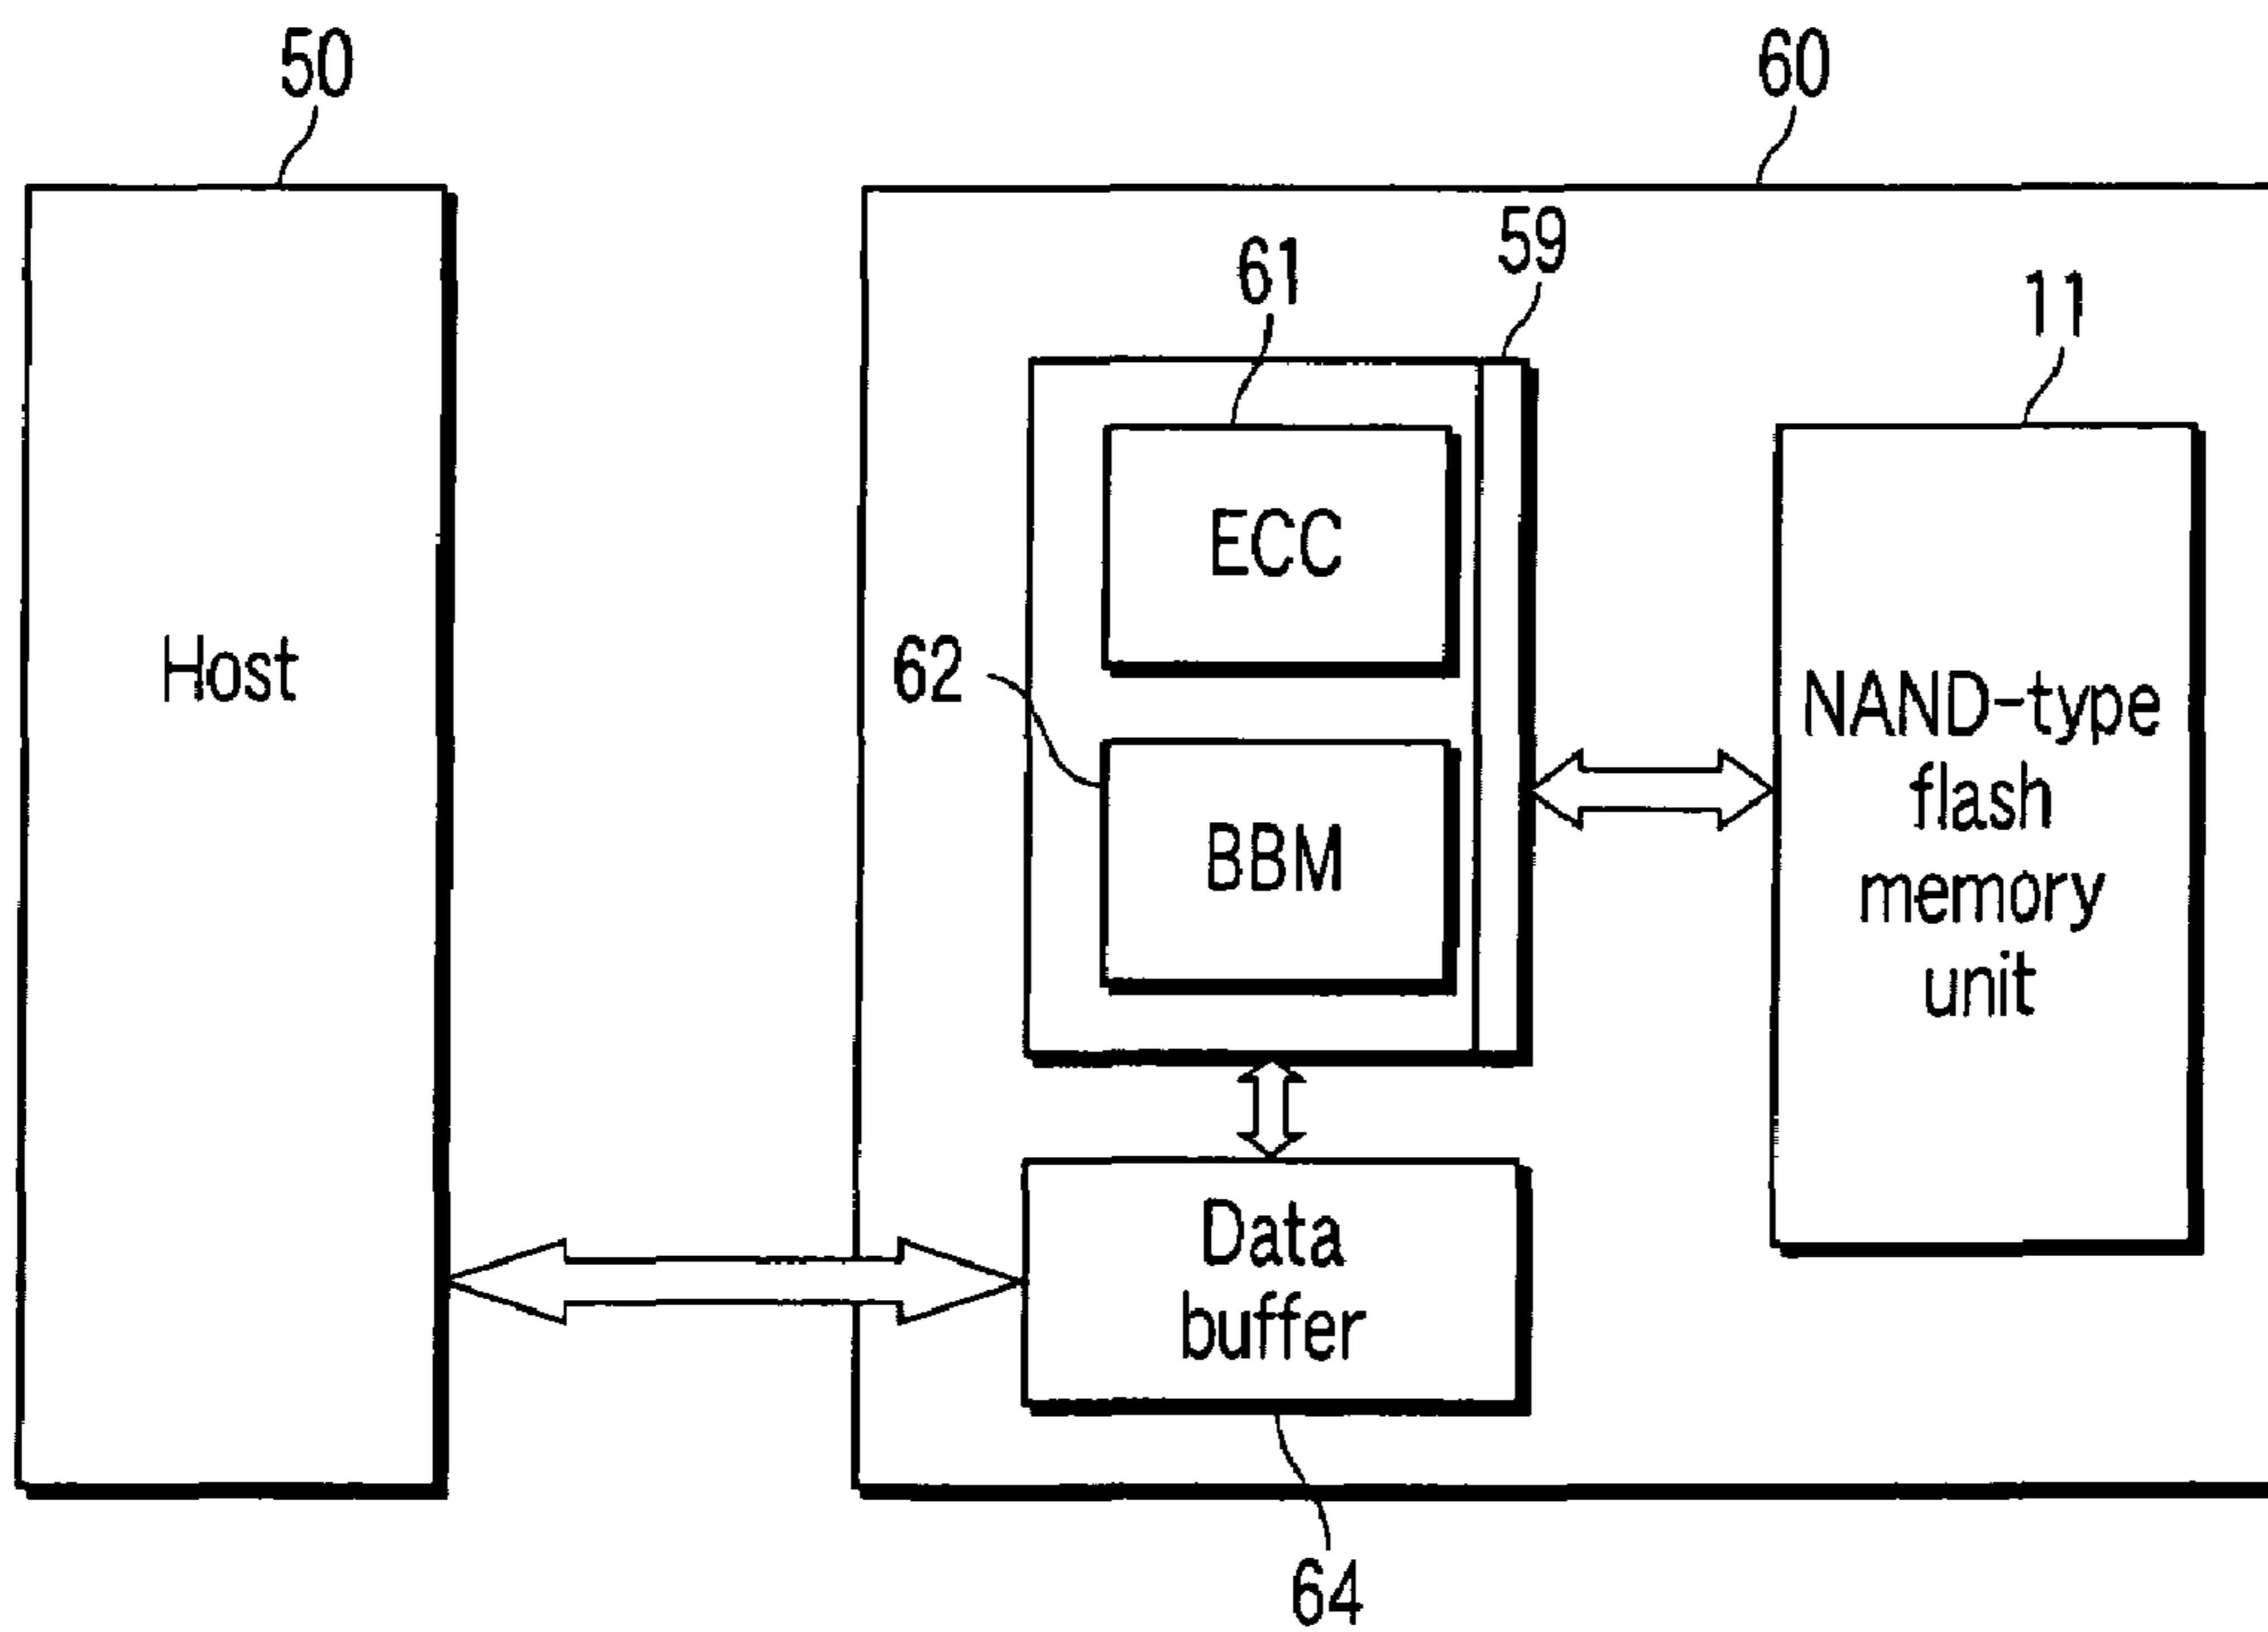 50
60
59
61
11
ECC
Host
62
NAND-type
flash
memory
unit
BBM
Data
buffer
64